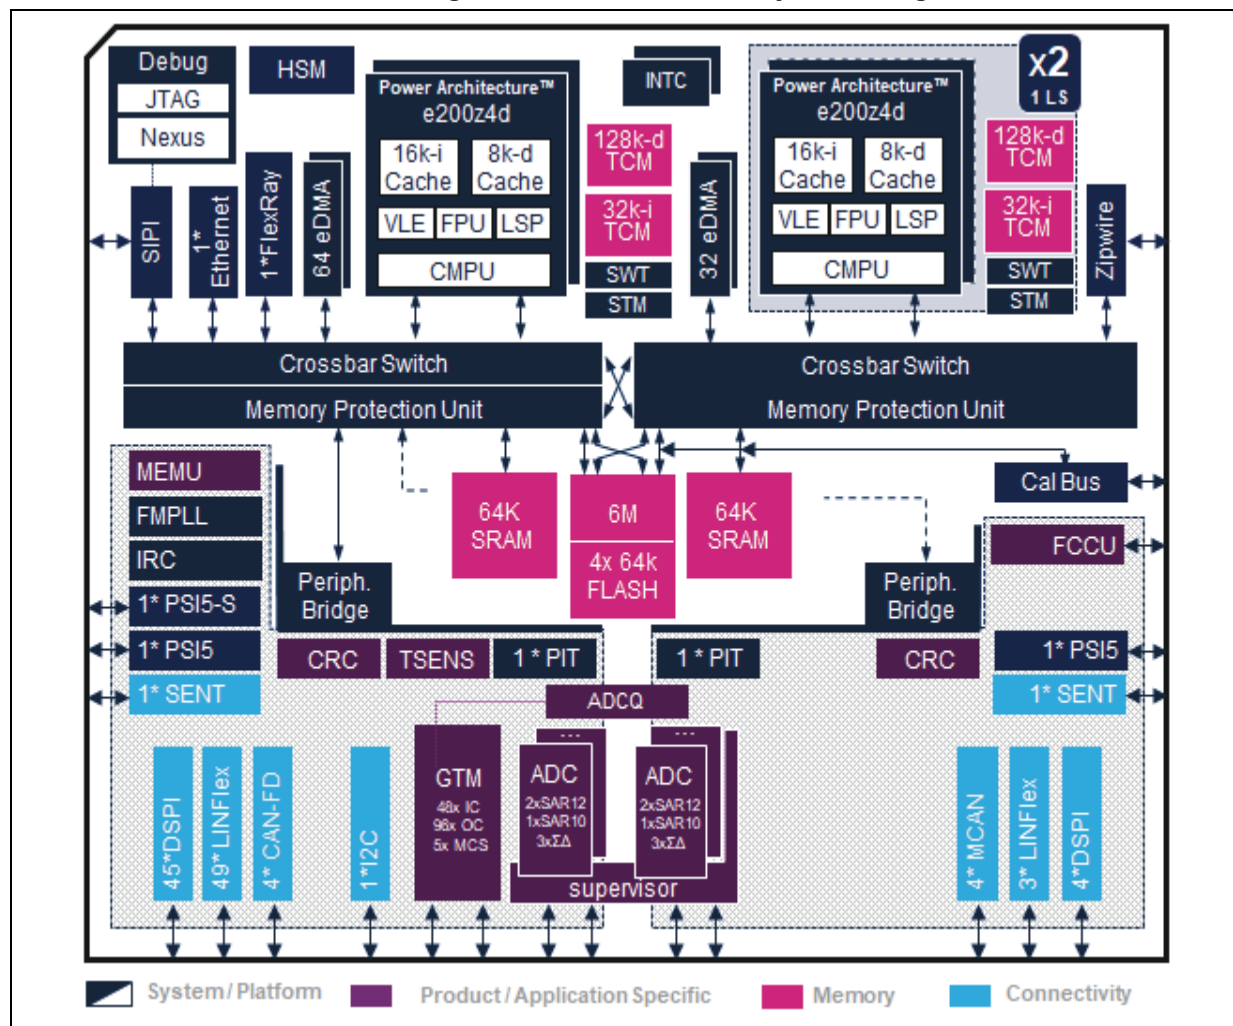 Debug
JTAG
Nexus
HSM
Power Architecture™
e200z4d
16k-i
Cache
8k-d
Cache
VLE
FPU
LSP
CMPU
INTC
128k-d
TCM
32k-i
TCM
SWT
STM
Power Architecture™
e200z4d
16k-i
Cache
8k-d
Cache
VLE
FPU
LSP
CMPU
x2
1 LS
128k-d
TCM
32k-i
TCM
SWT
STM
SIPI
1*
Ethernet
1*FlexRay
64 eDMA
32 eDMA
Zipwire
Crossbar Switch
Memory Protection Unit
Crossbar Switch
Memory Protection Unit
MEMU
FMPLL
IRC
1* PSI5-S
1* PSI5
1* SENT
64K
SRAM
6M
4x 64k
FLASH
64K
SRAM
Cal Bus
FCCU
Periph.
Bridge
Periph.
Bridge
CRC
TSENS
1 * PIT
1 * PIT
CRC
1* PSI5
1* SENT
ADCQ
GTM
48x IC
96x OC
5x MCS
...
ADC
2xSAR12
1xSAR10
3xΣΔ
...
ADC
2xSAR12
1xSAR10
3xΣΔ
supervisor
45*DSPI
49* LINFlex
4* CAN-FD
1*I2C
4* MCAN
3* LINFlex
4*DSPI
System / Platform
Product / Application Specific
Memory
Connectivity